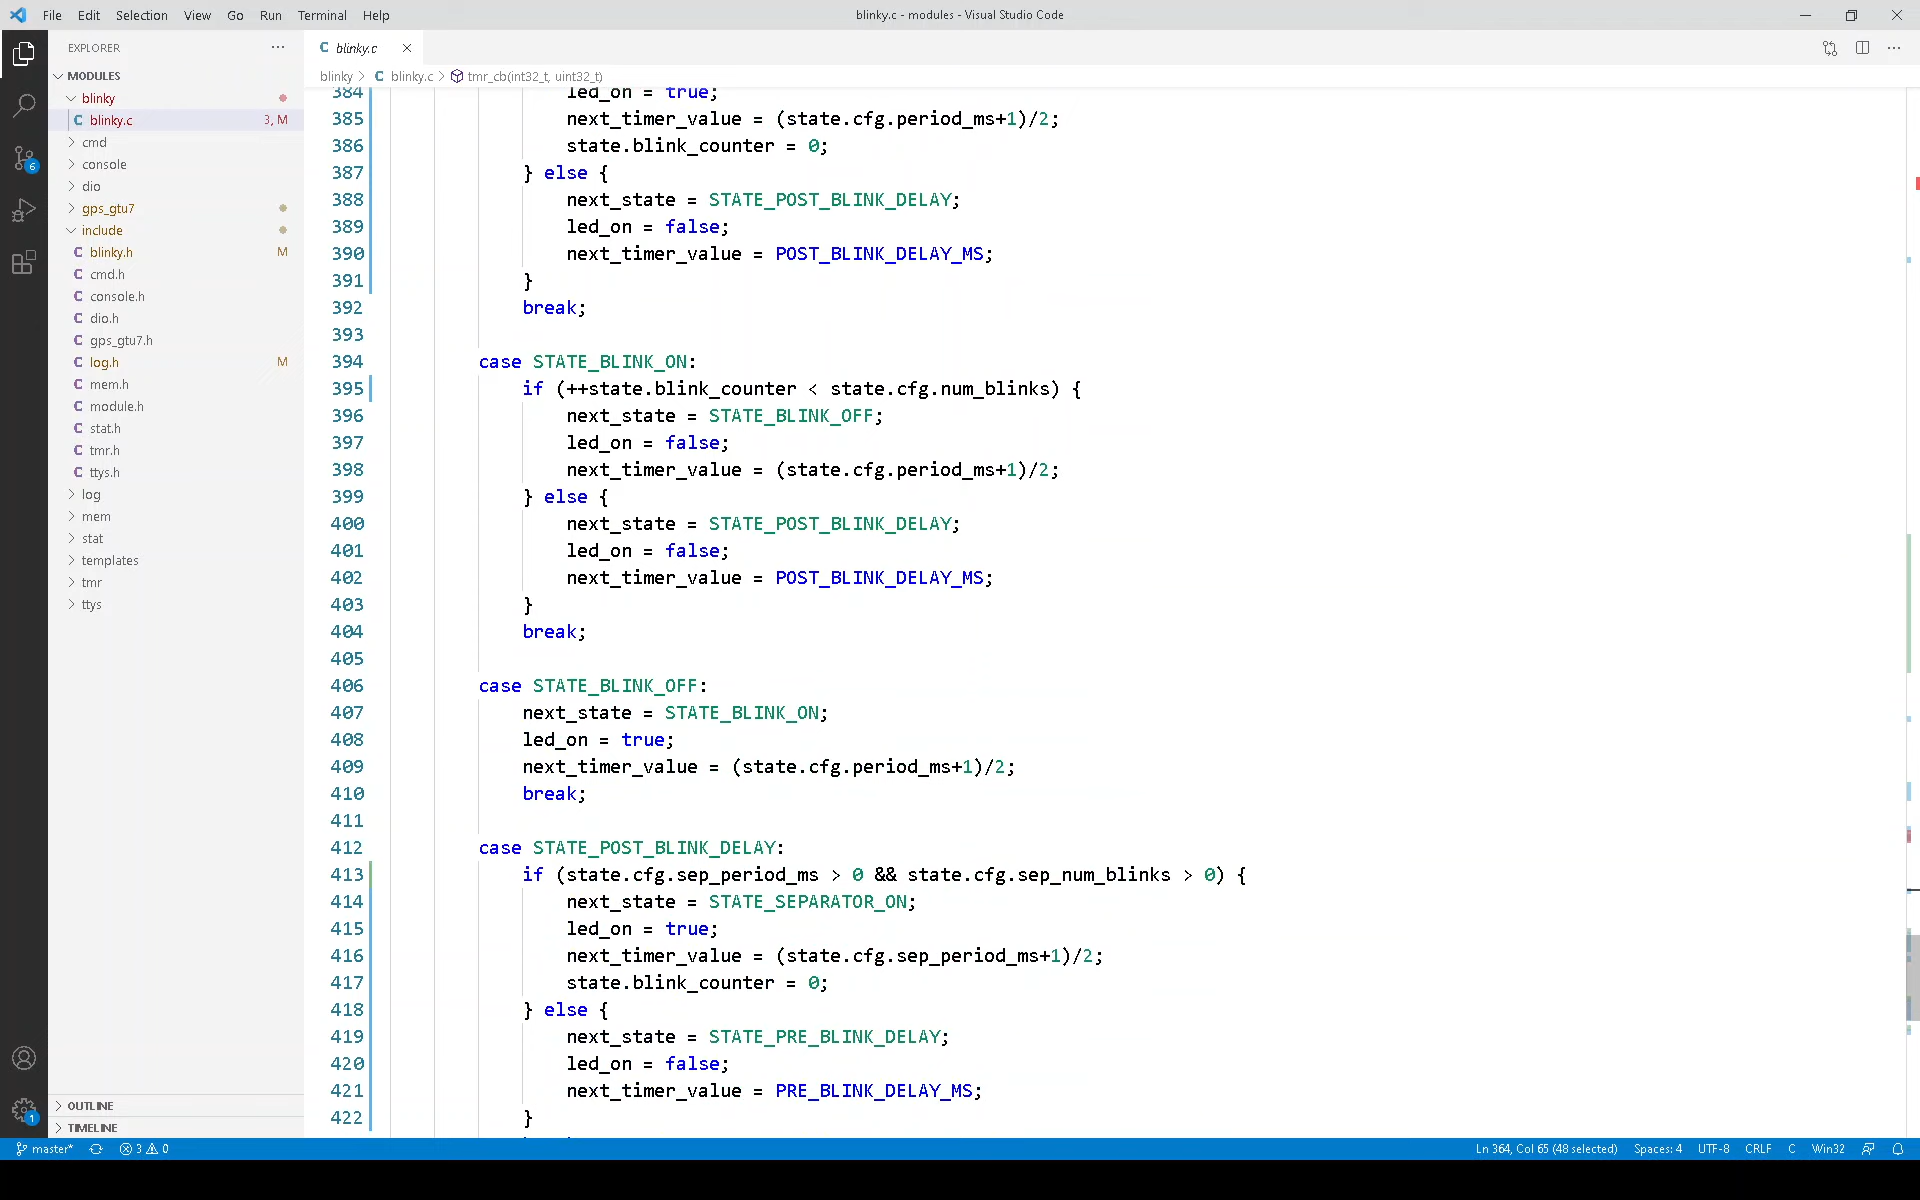 File Edit Selection View Go Run Terminal Help
blinky.c - modules - Visual Studio Code
EXPLORER
MODULES
blinky
C blinky.c 3, M
cmd
console
dio
gps_gtu7
include
C blinky.h M
C cmd.h
C console.h
C dio.h
C gps_gtu7.h
C log.h M
C mem.h
C module.h
C stat.h
C tmr.h
C ttys.h
log
mem
stat
templates
tmr
ttys
OUTLINE
TIMELINE
6
1
C blinky.c
blinky > C blinky.c > tmr_cb(int32_t, uint32_t)
384 led_on = true;
385 next_timer_value = (state.cfg.period_ms+1)/2;
386 state.blink_counter = 0;
387 } else {
388 next_state = STATE_POST_BLINK_DELAY;
389 led_on = false;
390 next_timer_value = POST_BLINK_DELAY_MS;
391 }
392 break;
393
394 case STATE_BLINK_ON:
395 if (++state.blink_counter < state.cfg.num_blinks) {
396 next_state = STATE_BLINK_OFF;
397 led_on = false;
398 next_timer_value = (state.cfg.period_ms+1)/2;
399 } else {
400 next_state = STATE_POST_BLINK_DELAY;
401 led_on = false;
402 next_timer_value = POST_BLINK_DELAY_MS;
403 }
404 break;
405
406 case STATE_BLINK_OFF:
407 next_state = STATE_BLINK_ON;
408 led_on = true;
409 next_timer_value = (state.cfg.period_ms+1)/2;
410 break;
411
412 case STATE_POST_BLINK_DELAY:
413 if (state.cfg.sep_period_ms > 0 && state.cfg.sep_num_blinks > 0) {
414 next_state = STATE_SEPARATOR_ON;
415 led_on = true;
416 next_timer_value = (state.cfg.sep_period_ms+1)/2;
417 state.blink_counter = 0;
418 } else {
419 next_state = STATE_PRE_BLINK_DELAY;
420 led_on = false;
421 next_timer_value = PRE_BLINK_DELAY_MS;
422 }
master* 3 0
Ln 364, Col 65 (48 selected) Spaces: 4 UTF-8 CRLF C Win32